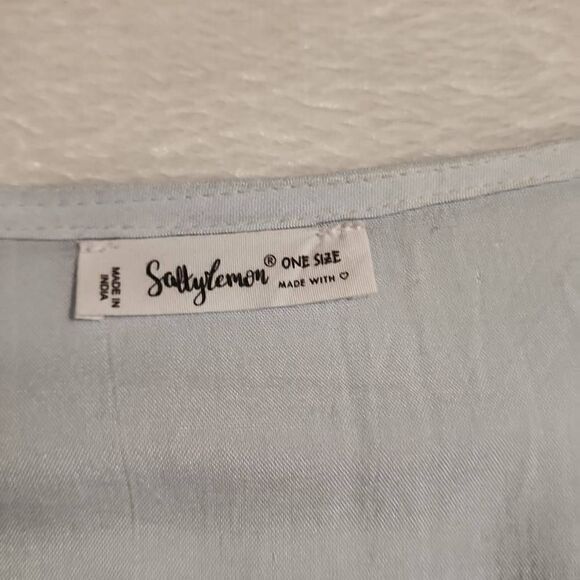 MADE IN
INDIA
Saltylemon® ONE SIZE
MADE WITH ♡